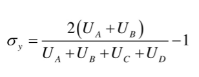 σ_y = 2(U_A + U_B) / (U_A + U_B + U_C + U_D) − 1